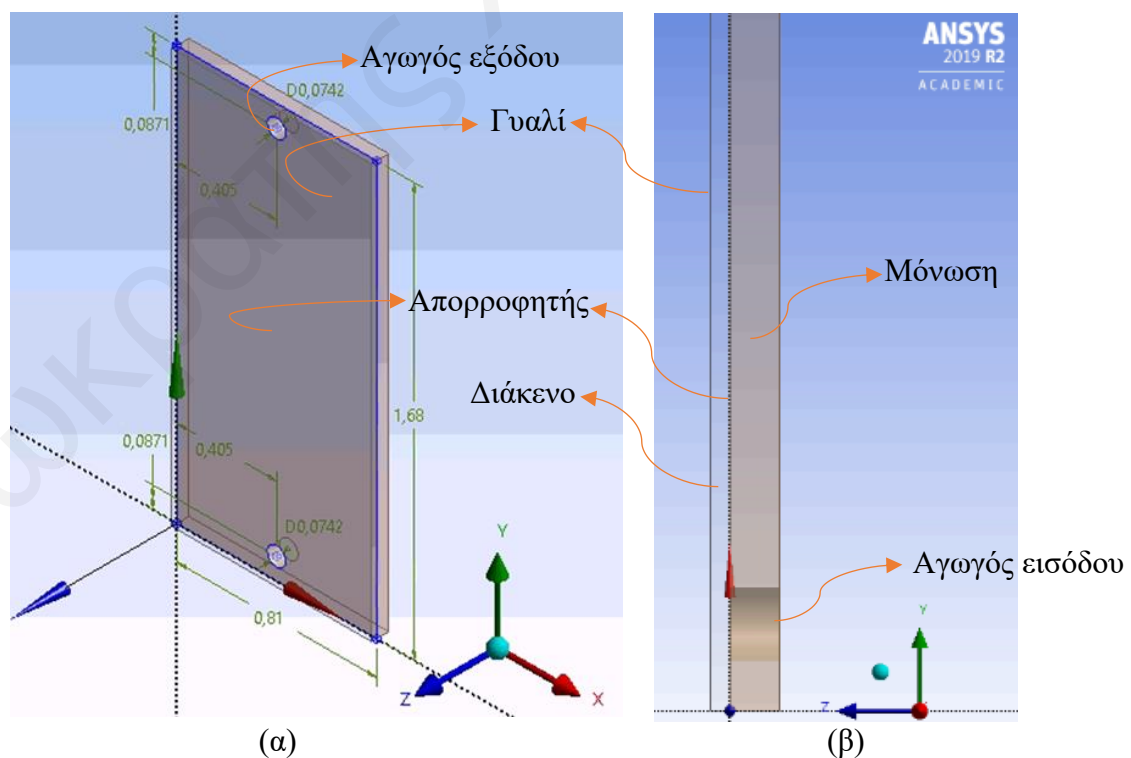 Αγωγός εξόδου
D0,0742
0,0871
Γυαλί
0,405
Απορροφητής
1,68
0,0871
0,405
D0,0742
0,81
Y
Z
X
(α)
ANSYS
2019 R2
ACADEMIC
Μόνωση
Διάκενο
Αγωγός εισόδου
Y
Z
(β)